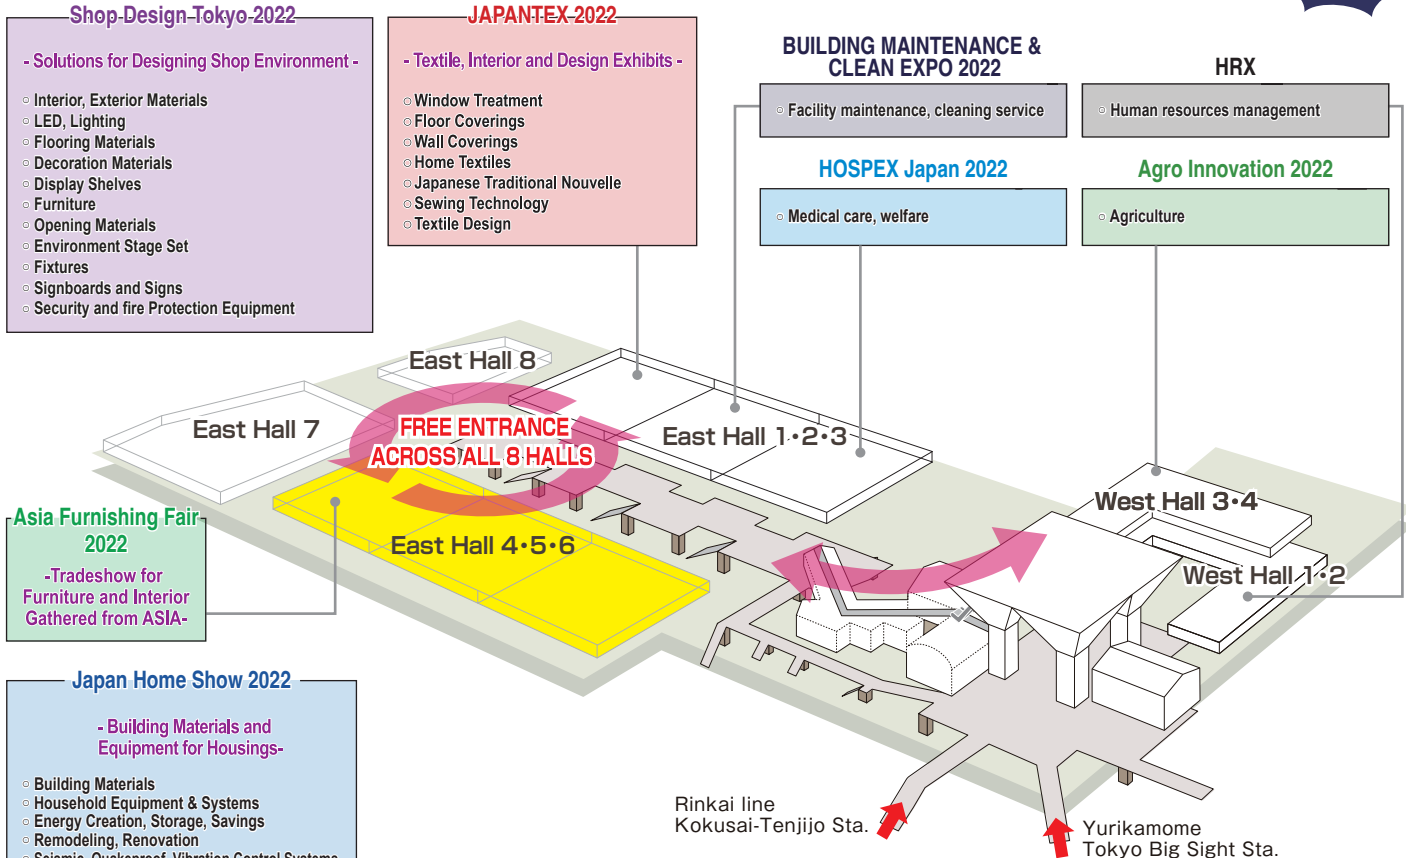 Shop Design Tokyo 2022
- Solutions for Designing Shop Environment -
○ Interior, Exterior Materials
○ LED, Lighting
○ Flooring Materials
○ Decoration Materials
○ Display Shelves
○ Furniture
○ Opening Materials
○ Environment Stage Set
○ Fixtures
○ Signboards and Signs
○ Security and fire Protection Equipment
JAPANTEX 2022
- Textile, Interior and Design Exhibits -
○ Window Treatment
○ Floor Coverings
○ Wall Coverings
○ Home Textiles
○ Japanese Traditional Nouvelle
○ Sewing Technology
○ Textile Design
BUILDING MAINTENANCE &
CLEAN EXPO 2022
○ Facility maintenance, cleaning service
HRX
○ Human resources management
HOSPEX Japan 2022
○ Medical care, welfare
Agro Innovation 2022
○ Agriculture
East Hall 8
East Hall 7
FREE ENTRANCE
ACROSS ALL 8 HALLS
East Hall 1・2・3
East Hall 4・5・6
West Hall 3・4
West Hall 1・2
Asia Furnishing Fair
2022
-Tradeshow for
Furniture and Interior
Gathered from ASIA-
Japan Home Show 2022
- Building Materials and
Equipment for Housings-
○ Building Materials
○ Household Equipment & Systems
○ Energy Creation, Storage, Savings
○ Remodeling, Renovation
○ Seismic, Quakeproof, Vibration Control Systems
Rinkai line
Kokusai-Tenjijo Sta.
Yurikamome
Tokyo Big Sight Sta.